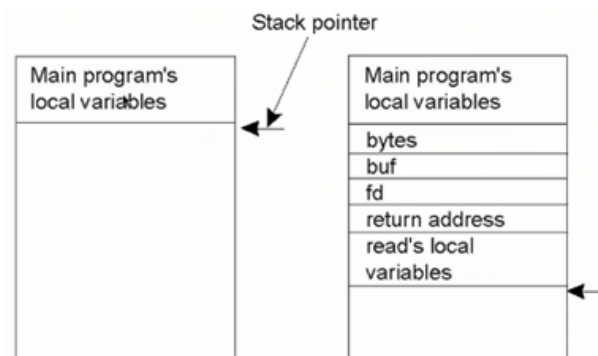 Stack pointer
Main program's
local variables
Main program's
local variables
bytes
buf
fd
return address
read's local
variables